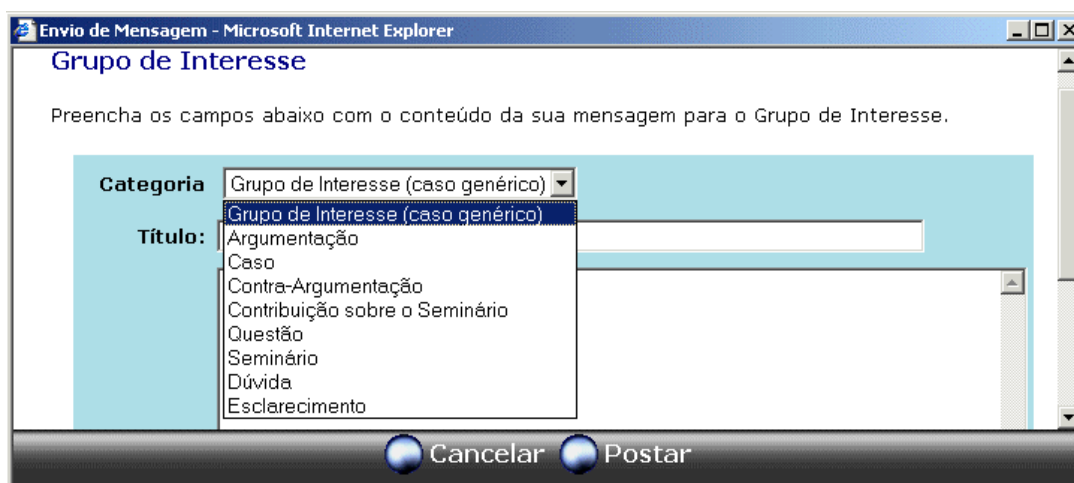 Envio de Mensagem - Microsoft Internet Explorer
Grupo de Interesse
Preencha os campos abaixo com o conteúdo da sua mensagem para o Grupo de Interesse.
Categoria Grupo de Interesse (caso genérico)
Grupo de Interesse (caso genérico)
Título:
Argumentação
Caso
Contra-Argumentação
Contribuição sobre o Seminário
Questão
Seminário
Dúvida
Esclarecimento
Cancelar Postar